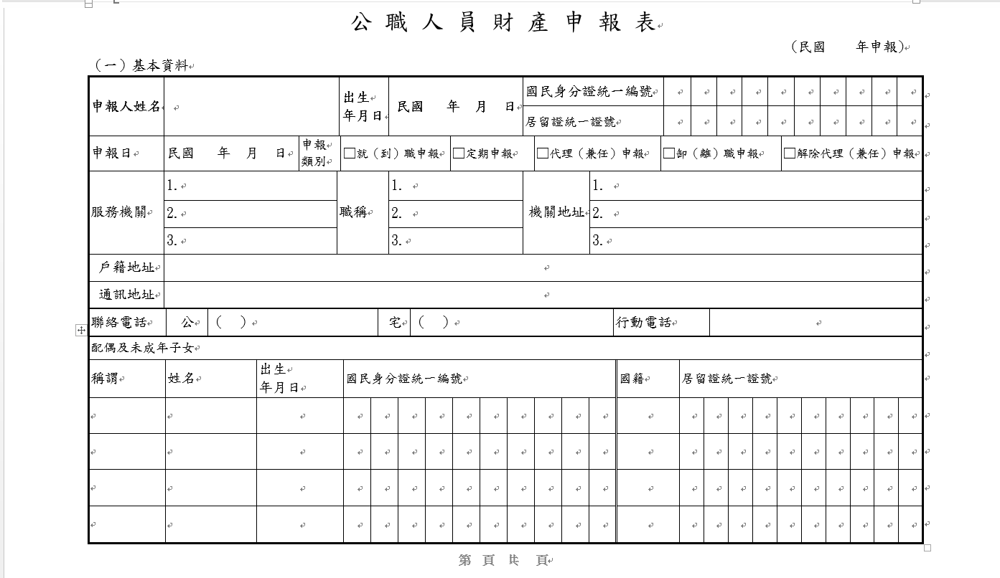 公職人員財產申報表
（民國　　年申報）
（一）基本資料
申報人姓名
出生
年月日
民國　　年　月　日
國民身分證統一編號
居留證統一證號
申報日
民國　　年　月　日
申報
類別
□就（到）職申報
□定期申報
□代理（兼任）申報
□卸（離）職申報
□解除代理（兼任）申報
服務機關
1.
2.
3.
職稱
1.
2.
3.
機關地址
1.
2.
3.
戶籍地址
通訊地址
聯絡電話
公
（　）
宅
（　）
行動電話
配偶及未成年子女
稱謂
姓名
出生
年月日
國民身分證統一編號
國籍
居留證統一證號
第　頁　共　頁